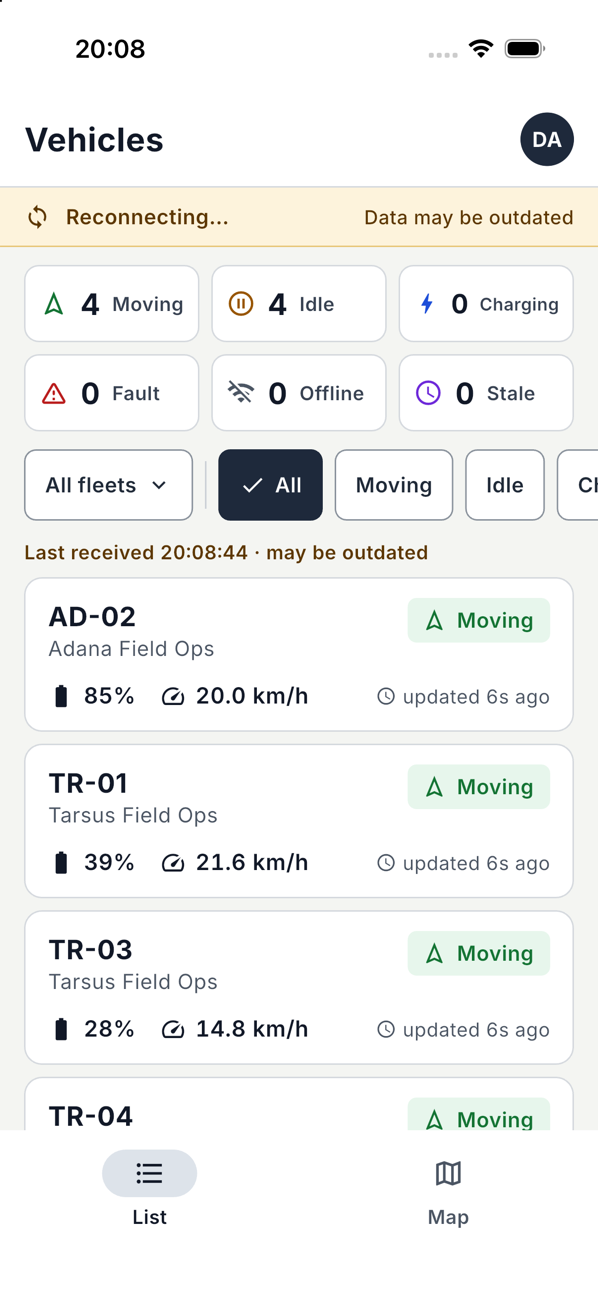 20:08
Vehicles
DA
Reconnecting...
Data may be outdated
4 Moving
4 Idle
0 Charging
0 Fault
0 Offline
0 Stale
All fleets
All
Moving
Idle
Last received 20:08:44 · may be outdated
AD-02
Moving
Adana Field Ops
85%
20.0 km/h
updated 6s ago
TR-01
Moving
Tarsus Field Ops
39%
21.6 km/h
updated 6s ago
TR-03
Moving
Tarsus Field Ops
28%
14.8 km/h
updated 6s ago
TR-04
Moving
List
Map